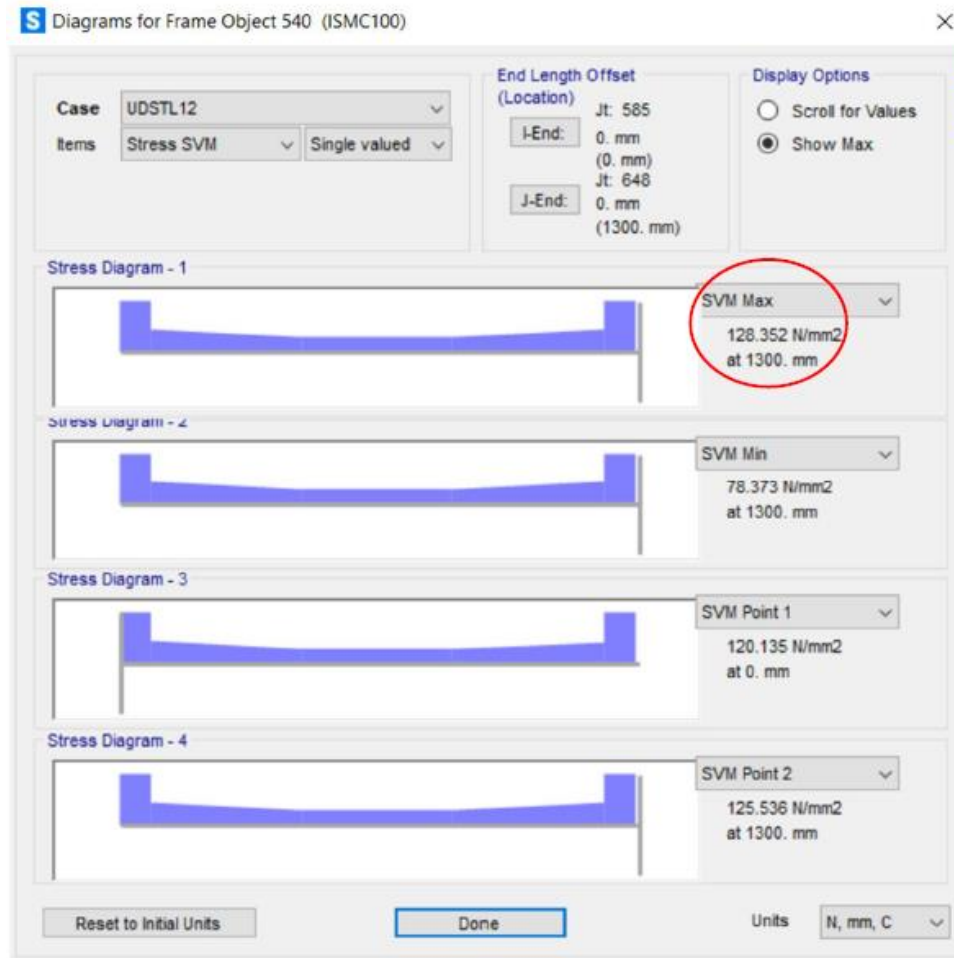 S Diagrams for Frame Object 540 (ISMC100)
Case UDSTL12
Items Stress SVM Single valued
End Length Offset
(Location)
Jt: 585
I-End: 0. mm
(0. mm)
Jt: 648
J-End: 0. mm
(1300. mm)
Display Options
Scroll for Values
Show Max
Stress Diagram - 1
SVM Max
128.352 N/mm2
at 1300. mm
Stress Diagram - 2
SVM Min
78.373 N/mm2
at 1300. mm
Stress Diagram - 3
SVM Point 1
120.135 N/mm2
at 0. mm
Stress Diagram - 4
SVM Point 2
125.536 N/mm2
at 1300. mm
Reset to Initial Units Done Units N, mm, C